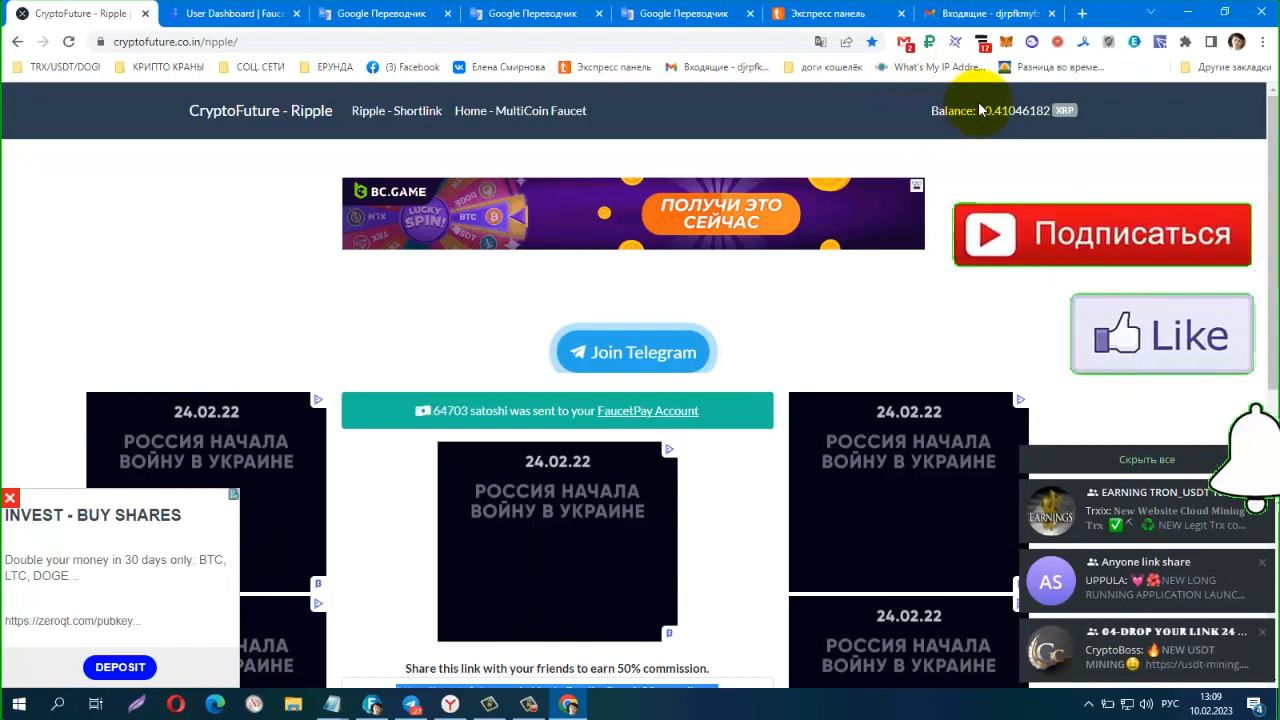 CryptoFuture - Ripple |
User Dashboard | Fauc
Google Переводчик
Google Переводчик
Google Переводчик
Экспресс панель
Входящие - djrpfkmyf
cryptofuture.co.in/ripple/
2
17
TRX/USDT/DOGI
КРИПТО КРАНЫ
СОЦ. СЕТИ
ЕРУНДА
(3) Facebook
Елена Смирнова
Экспресс панель
Входящие - djrpfk...
доги кошелёк
What's My IP Addre...
Разница во време...
Другие закладки
CryptoFuture - Ripple
Ripple - Shortlink
Home - MultiCoin Faucet
Balance: 0.41046182 XRP
BC.GAME
LUCKY SPIN!
BTC
ПОЛУЧИ ЭТО
СЕЙЧАС
Подписаться
Like
Join Telegram
64703 satoshi was sent to your FaucetPay Account
24.02.22
РОССИЯ НАЧАЛА
ВОЙНУ В УКРАИНЕ
24.02.22
РОССИЯ НАЧАЛА
ВОЙНУ В УКРАИНЕ
24.02.22
РОССИЯ НАЧАЛА
ВОЙНУ В УКРАИНЕ
INVEST - BUY SHARES
Double your money in 30 days only: BTC,
LTC, DOGE...
https://zeroqt.com/pubkey...
DEPOSIT
24.02.22
РОССИЯ НАЧАЛА
Share this link with your friends to earn 50% commission.
Скрыть все
EARNINGS
EARNING TRON_USDT
Trxix: New Website Cloud Mining
Trx ✅⛏ ♻️ NEW Legit Trx co...
AS
Anyone link share
UPPULA: 💓🌺NEW LONG
RUNNING APPLICATION LAUNC...
04-DROP YOUR LINK 24 ...
CryptoBoss: 🔥NEW USDT
MINING🤑 https://usdt-mining....
27
РУС
13:09
10.02.2023
4